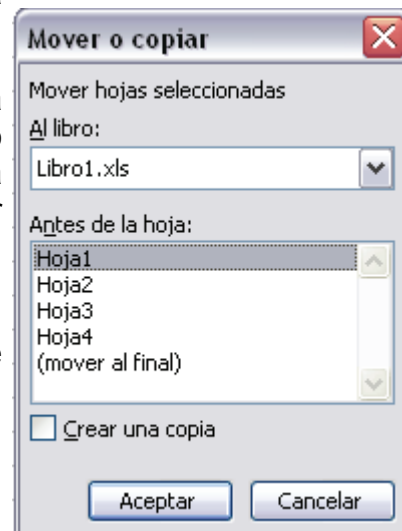 Mover o copiar
Mover hojas seleccionadas
Al libro:
Libro1.xls
Antes de la hoja:
Hoja1
Hoja2
Hoja3
Hoja4
(mover al final)
Crear una copia
Aceptar
Cancelar